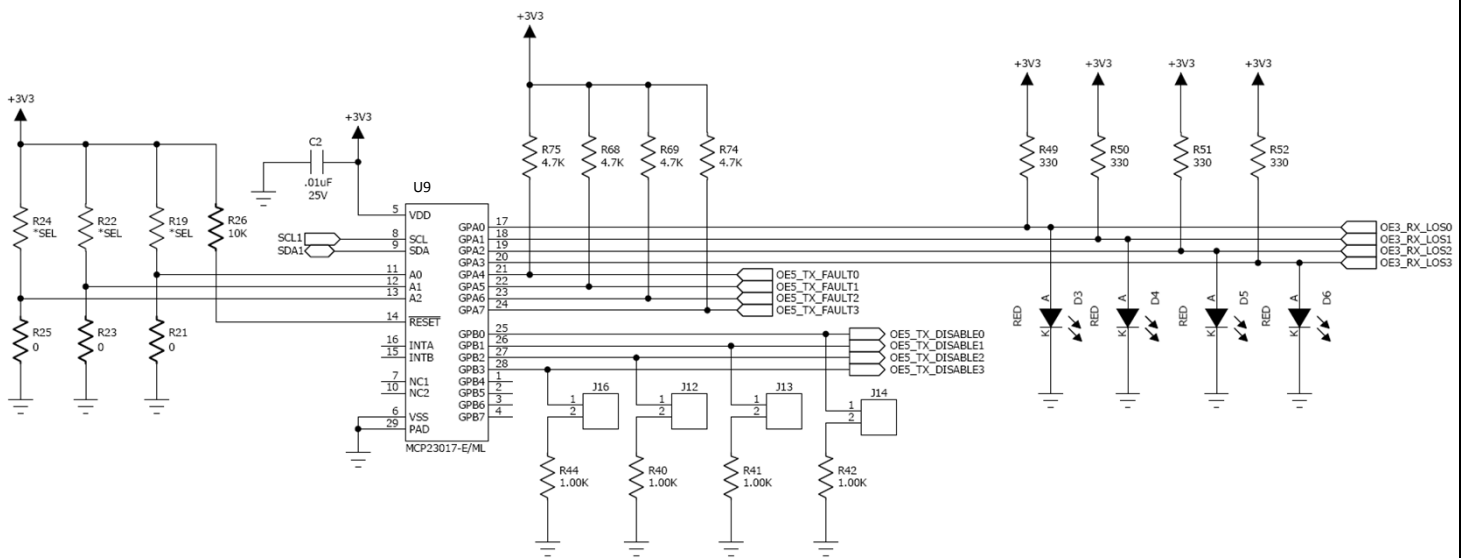 +3V3
+3V3
+3V3
+3V3
+3V3
+3V3
+3V3
R24
*SEL
R22
*SEL
R19
*SEL
R26
10K
R25
0
R23
0
R21
0
C2
.01uF
25V
SCL1
SDA1
U9
5 VDD
8 SCL
9 SDA
11 A0
12 A1
13 A2
14 RESET
16 INTA
15 INTB
7 NC1
10 NC2
6 VSS
29 PAD
GPA0 17
GPA1 18
GPA2 19
GPA3 20
GPA4 21
GPA5 22
GPA6 23
GPA7 24
GPB0 25
GPB1 26
GPB2 27
GPB3 28
GPB4 1
GPB5 2
GPB6 3
GPB7 4
MCP23017-E/ML
R75
4.7K
R68
4.7K
R69
4.7K
R74
4.7K
OE5_TX_FAULT0
OE5_TX_FAULT1
OE5_TX_FAULT2
OE5_TX_FAULT3
OE5_TX_DISABLE0
OE5_TX_DISABLE1
OE5_TX_DISABLE2
OE5_TX_DISABLE3
J16
1
2
J12
1
2
J13
1
2
J14
1
2
R44
1.00K
R40
1.00K
R41
1.00K
R42
1.00K
R49
330
R50
330
R51
330
R52
330
OE3_RX_LOS0
OE3_RX_LOS1
OE3_RX_LOS2
OE3_RX_LOS3
RED
A
K
D3
RED
A
K
D4
RED
A
K
D5
RED
A
K
D6